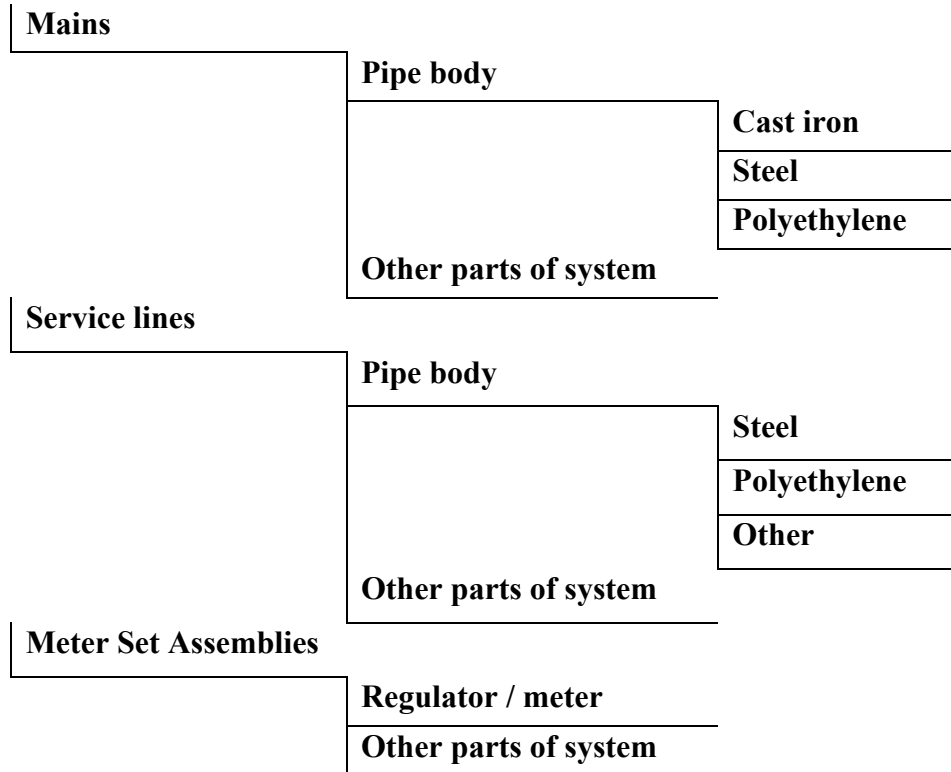 Mains
Pipe body
Cast iron
Steel
Polyethylene
Other parts of system
Service lines
Pipe body
Steel
Polyethylene
Other
Other parts of system
Meter Set Assemblies
Regulator / meter
Other parts of system